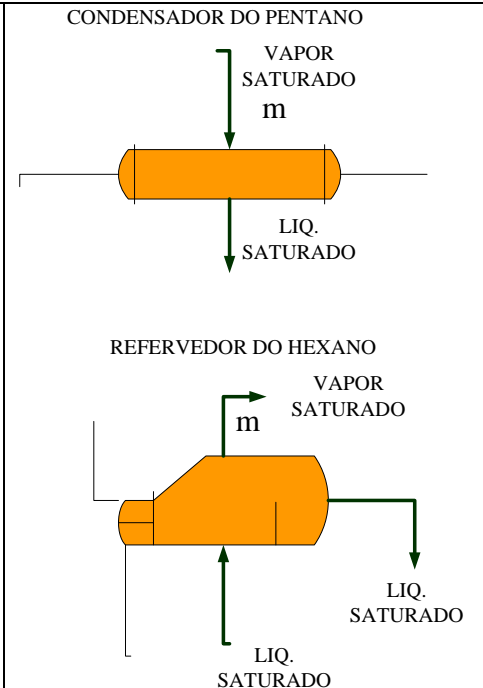 CONDENSADOR DO PENTANO
VAPOR
SATURADO
m
LIQ.
SATURADO
REFERVEDOR DO HEXANO
VAPOR
SATURADO
m
LIQ.
SATURADO
LIQ.
SATURADO